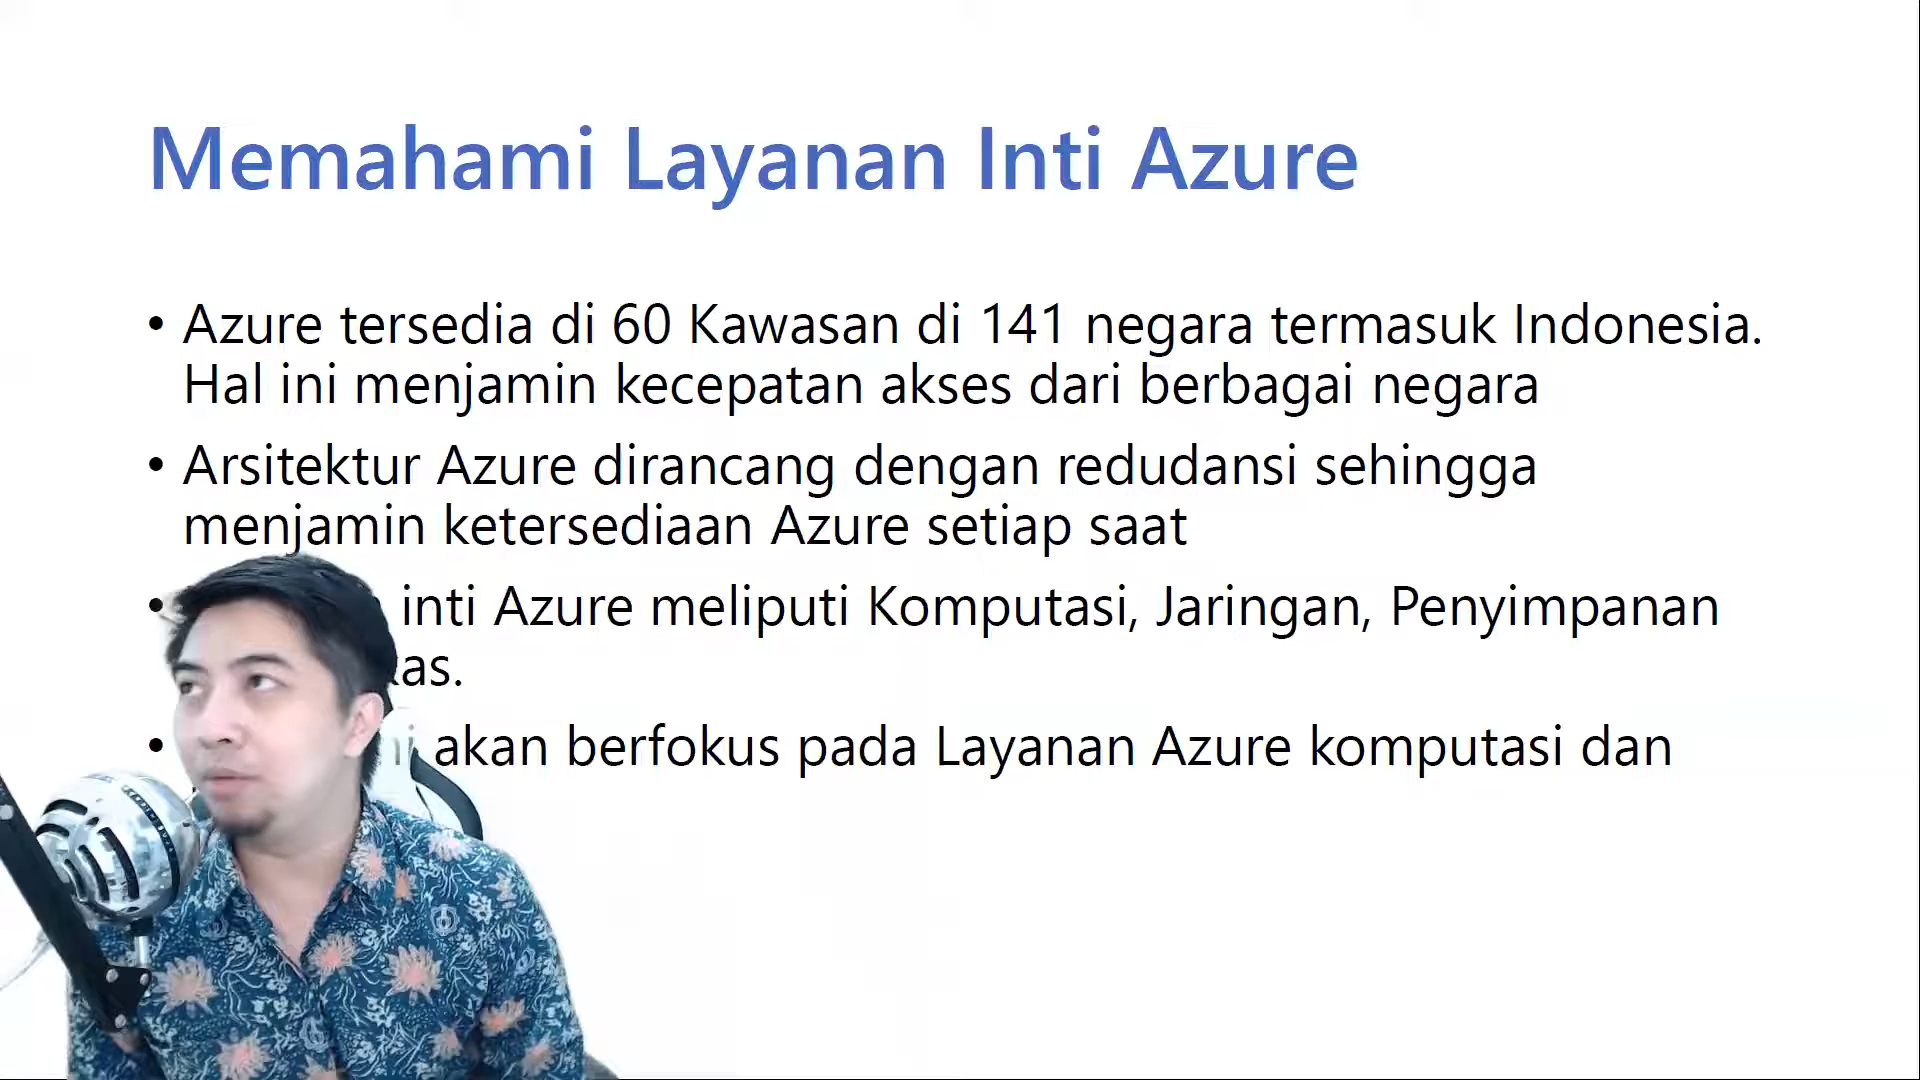 Memahami Layanan Inti Azure
• Azure tersedia di 60 Kawasan di 141 negara termasuk Indonesia.
Hal ini menjamin kecepatan akses dari berbagai negara
• Arsitektur Azure dirancang dengan redudansi sehingga
menjamin ketersediaan Azure setiap saat
• inti Azure meliputi Komputasi, Jaringan, Penyimpanan
• akan berfokus pada Layanan Azure komputasi dan